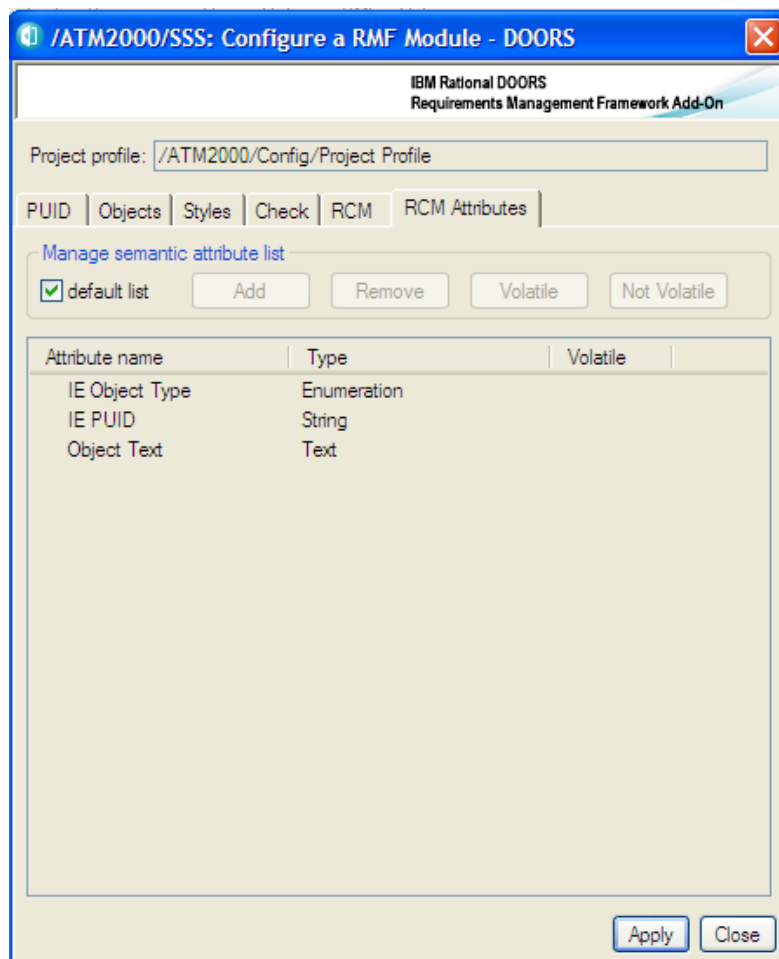 /ATM2000/SSS: Configure a RMF Module - DOORS
IBM Rational DOORS
Requirements Management Framework Add-On
Project profile: /ATM2000/Config/Project Profile
PUID Objects Styles Check RCM RCM Attributes
Manage semantic attribute list
default list Add Remove Volatile Not Volatile
Attribute name Type Volatile
IE Object Type Enumeration
IE PUID String
Object Text Text
Apply Close